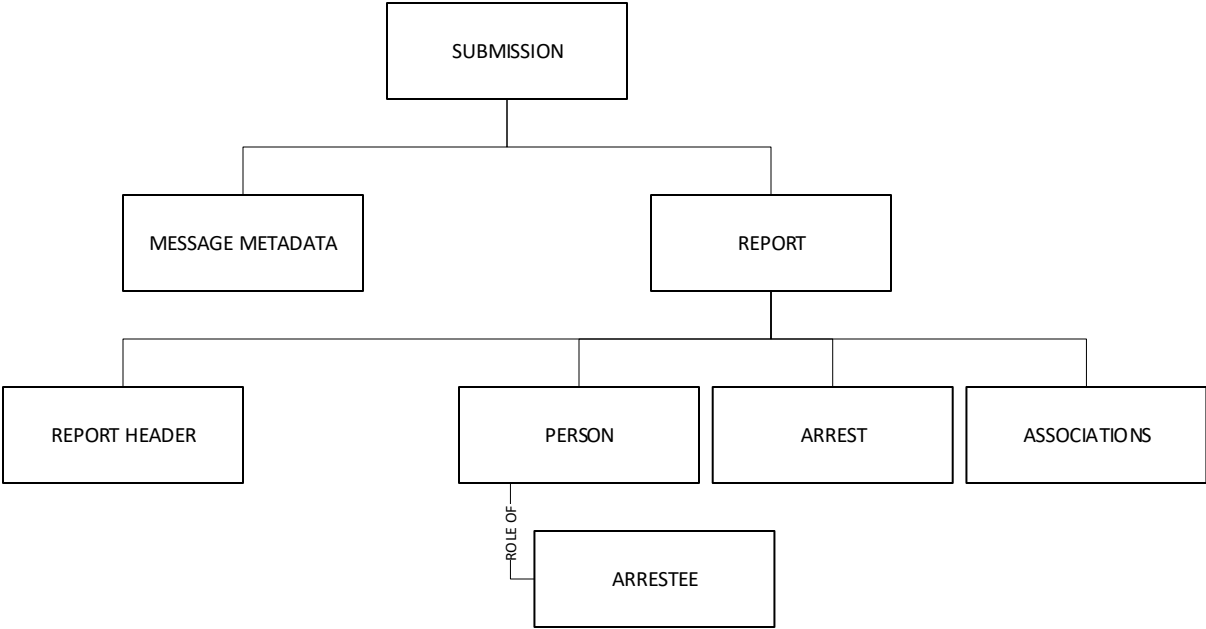 SUBMISSION
MESSAGE METADATA
REPORT
REPORT HEADER
PERSON
ARREST
ASSOCIATIONS
ROLE OF
ARRESTEE